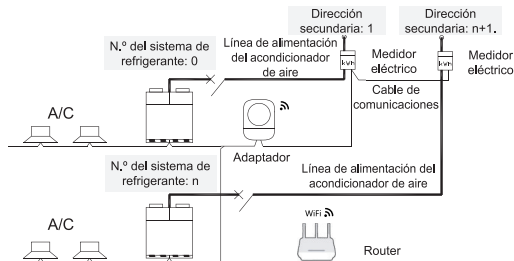 Dirección
secundaria: 1
Dirección
secundaria: n+1.
N.º del sistema de
refrigerante: 0
Línea de alimentación
del acondicionador
de aire
kWh
Medidor
eléctrico
kWh
Medidor
eléctrico
Cable de
comunicaciones
A/C
Adaptador
N.º del sistema de
refrigerante: n
Línea de alimentación del
acondicionador de aire
A/C
WiFi
Router